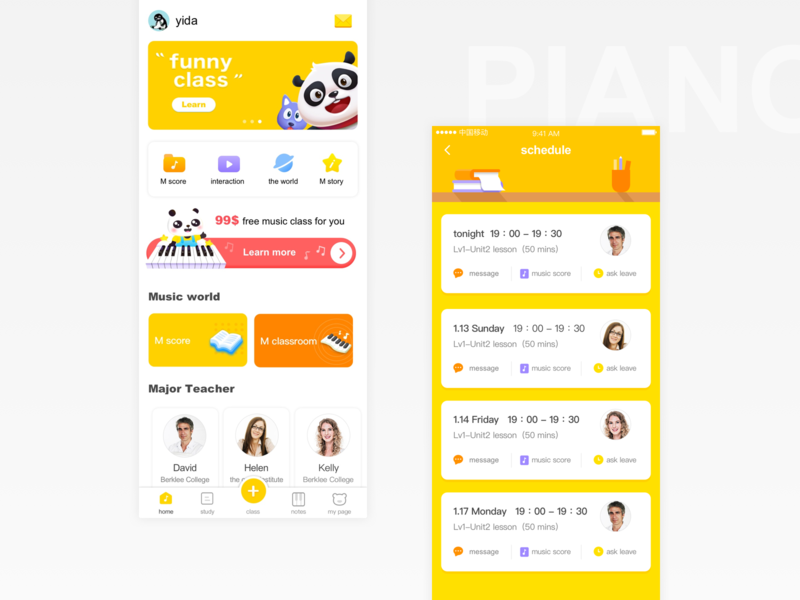 yida
“ funny
class ”
Learn
M score
interaction
the world
M story
99$ free music class for you
Learn more
Music world
M score
M classroom
Major Teacher
David
Helen
Kelly
Berklee College
Berklee College
home
study
class
notes
my page
PIANO
中国移动
9:41 AM
schedule
tonight 19：00 – 19：30
Lv1–Unit2 lesson (50 mins)
message
music score
ask leave
1.13 Sunday 19：00 – 19：30
Lv1–Unit2 lesson (50 mins)
message
music score
ask leave
1.14 Friday 19：00 – 19：30
Lv1–Unit2 lesson (50 mins)
message
music score
ask leave
1.17 Monday 19：00 – 19：30
Lv1–Unit2 lesson (50 mins)
message
music score
ask leave